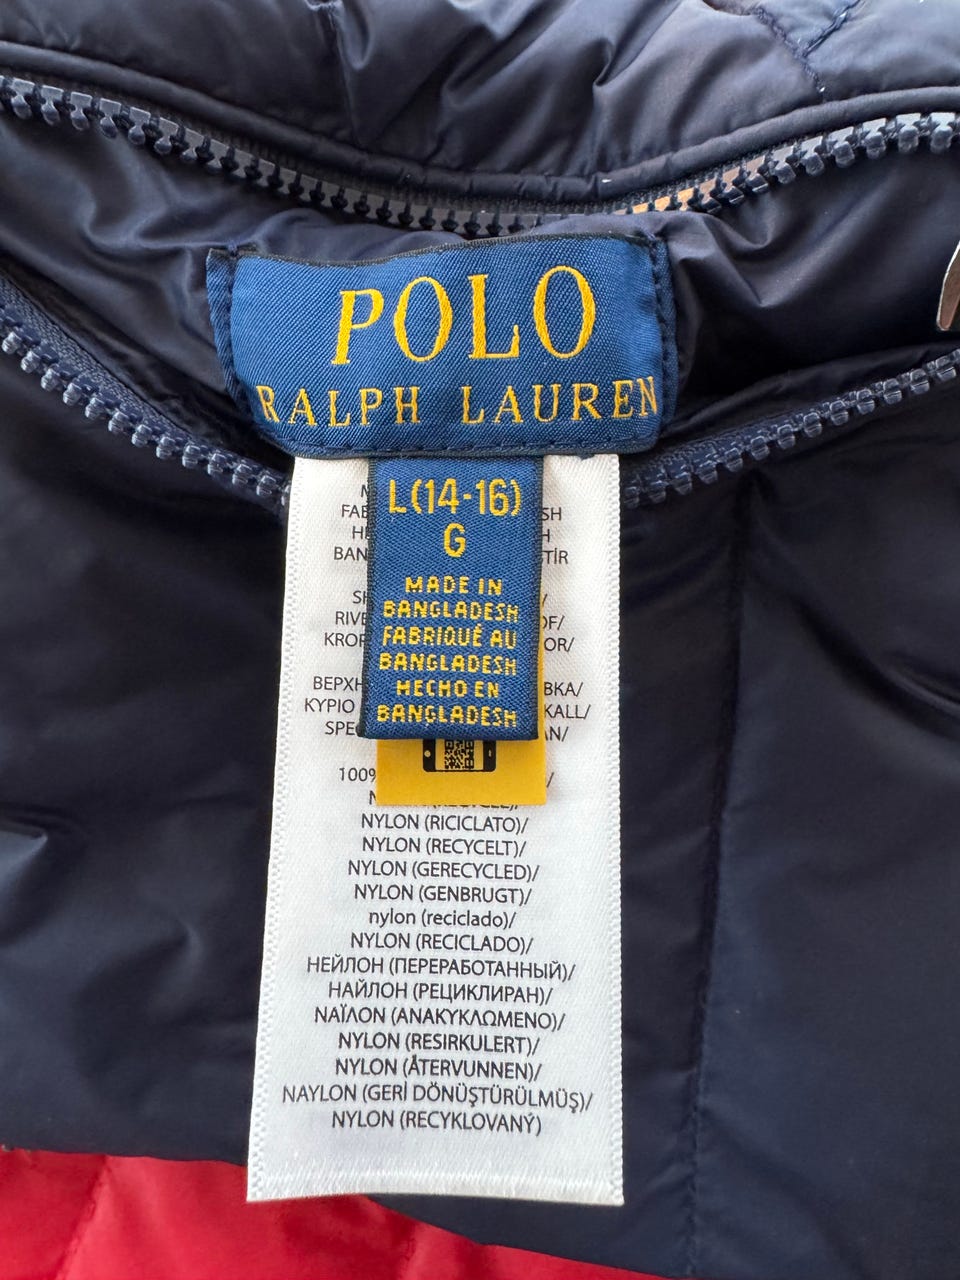 POLO
RALPH LAUREN
L(14-16)
G
MADE IN
BANGLADESH
FABRIQUÉ AU
BANGLADESH
HECHO EN
BANGLADESH
100%
NYLON (RICICLATO)/
NYLON (RECYCELT)/
NYLON (GERECYCLED)/
NYLON (GENBRUGT)/
nylon (reciclado)/
NYLON (RECICLADO)/
НЕЙЛОН (ПЕРЕРАБОТАННЫЙ)/
НАЙЛОН (РЕЦИКЛИРАН)/
ΝΑΪΛΟΝ (ΑΝΑΚΥΚΛΩΜΕΝΟ)/
NYLON (RESIRKULERT)/
NYLON (ÅTERVUNNEN)/
NAYLON (GERİ DÖNÜŞTÜRÜLMÜŞ)/
NYLON (RECYKLOVANÝ)